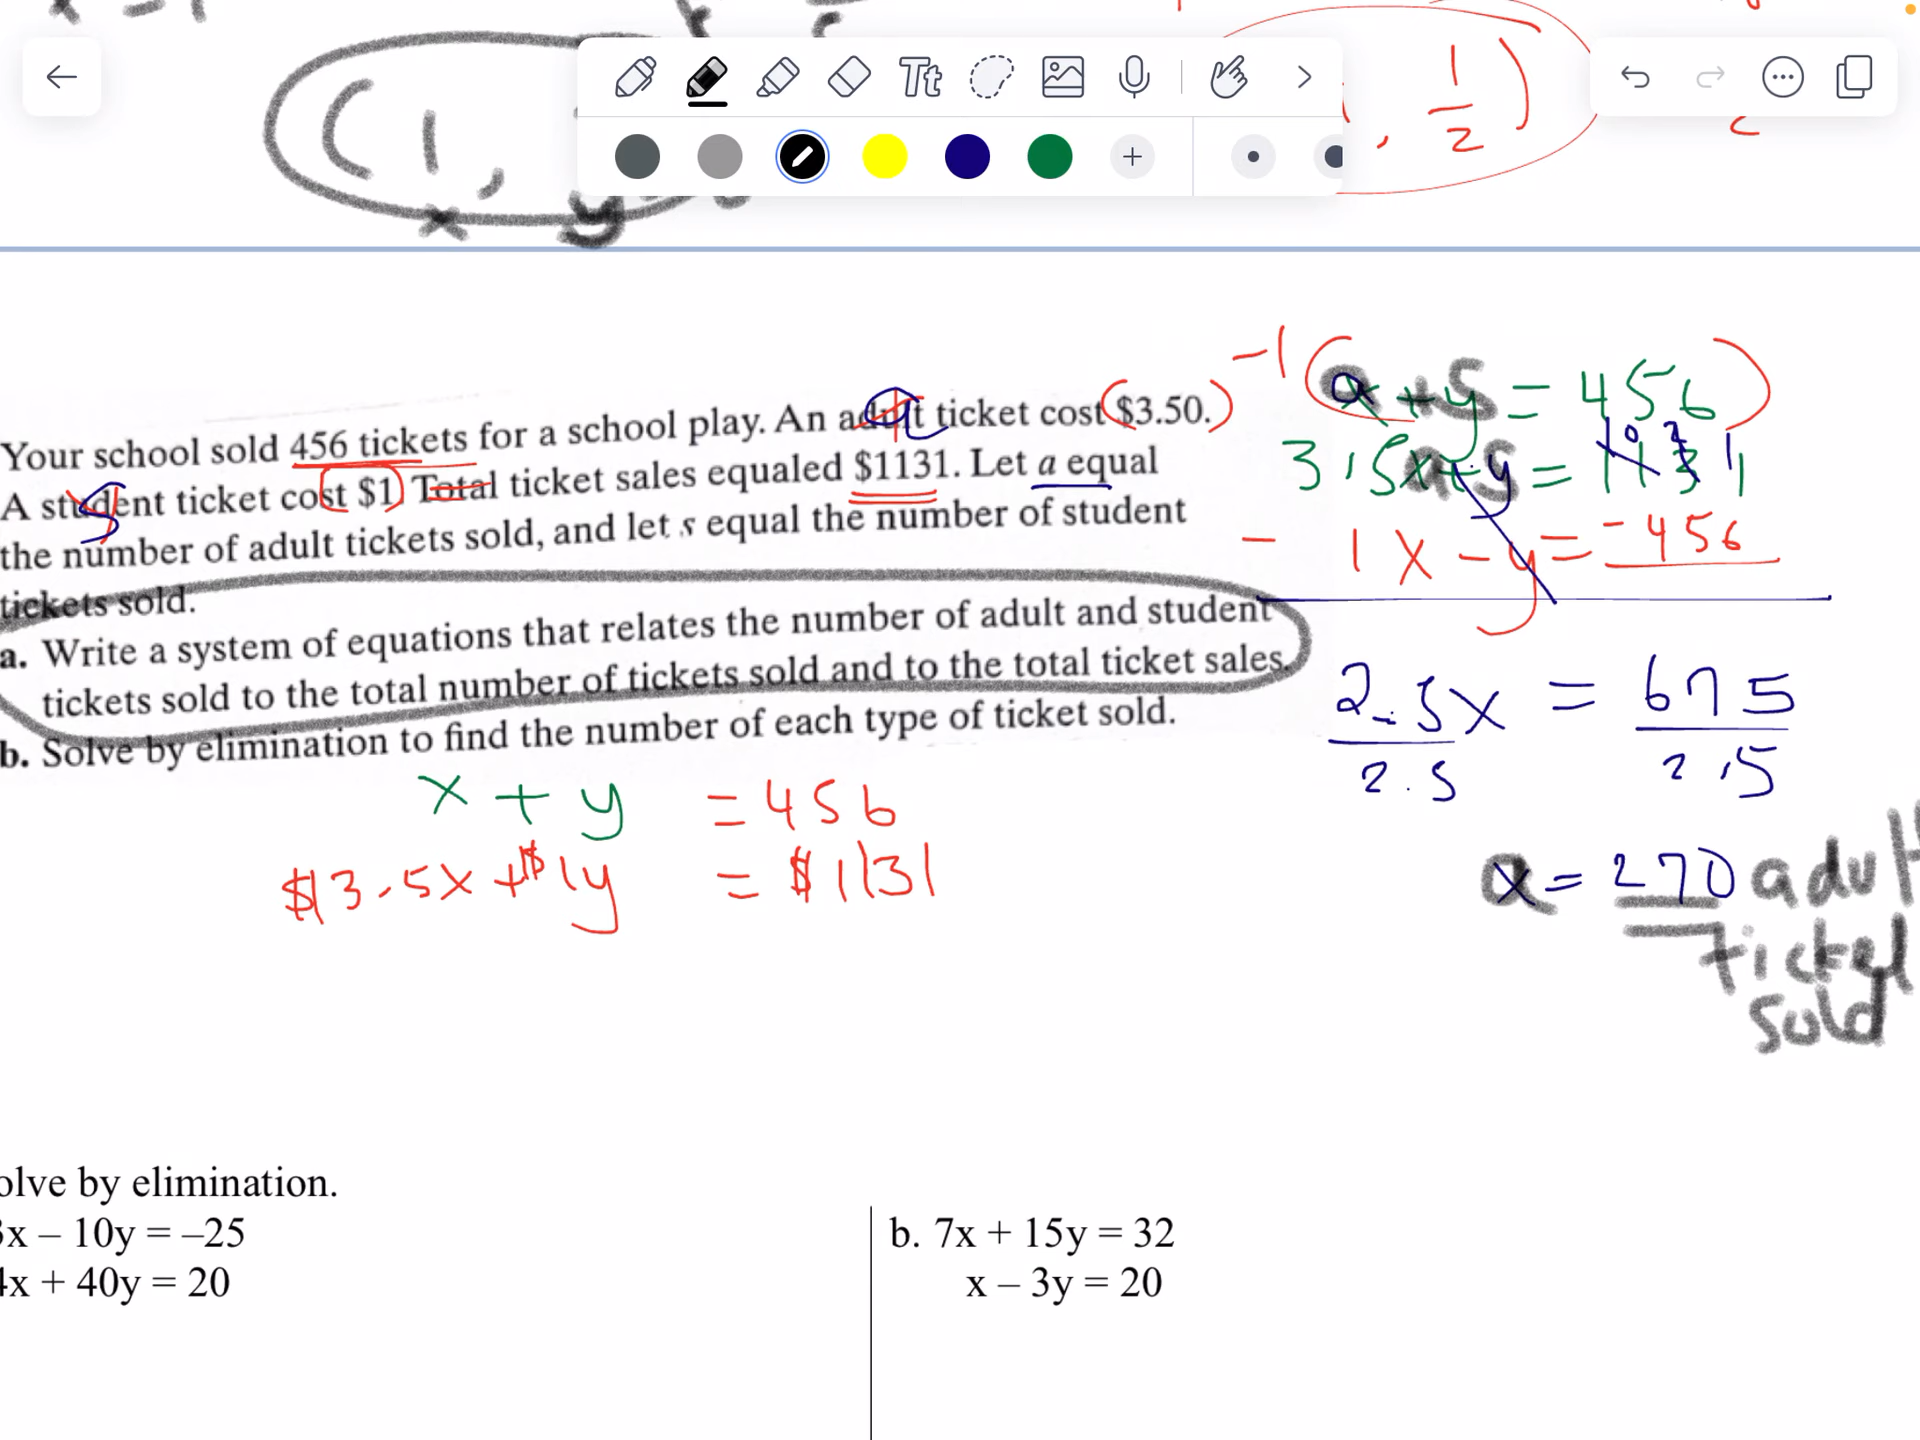 Tt
(1,
, 1/2)
x y
Your school sold 456 tickets for a school play. An adult ticket cost $3.50.
A student ticket cost $1 Total ticket sales equaled $1131. Let a equal
the number of adult tickets sold, and let s equal the number of student
tickets sold.
a. Write a system of equations that relates the number of adult and student
tickets sold to the total number of tickets sold and to the total ticket sales.
b. Solve by elimination to find the number of each type of ticket sold.
x + y = 456
$3.5x + $1y = $1131
-1( a + s = 456 )
3.5a + s = 1131
- 1x - y = -456
2.5x = 675
2.5 2.5
a = 270 adult
ticket
sold
olve by elimination.
3x – 10y = –25
4x + 40y = 20
b. 7x + 15y = 32
x – 3y = 20